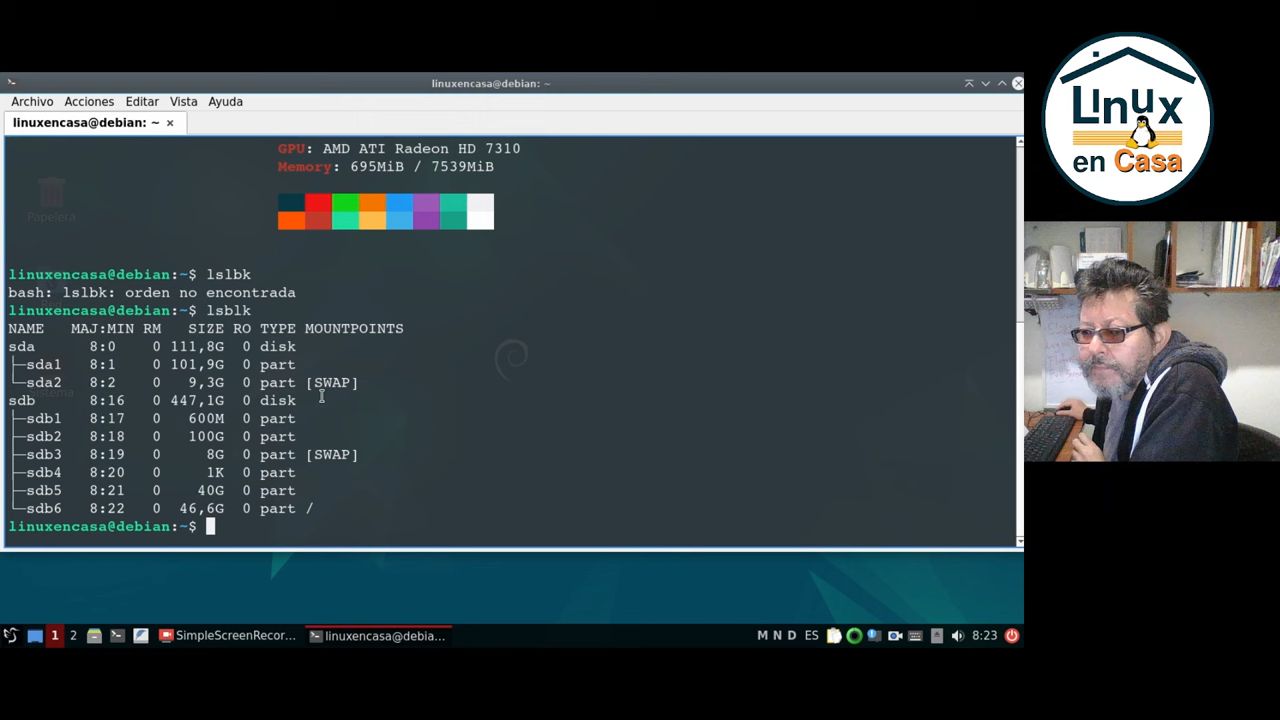 linuxencasa@debian: ~
Archivo Acciones Editar Vista Ayuda
linuxencasa@debian: ~ ×
GPU: AMD ATI Radeon HD 7310
Memory: 695MiB / 7539MiB
Papelera
linuxencasa@debian:~$ lslbk
bash: lslbk: orden no encontrada
linuxencasa@debian:~$ lsblk
NAME MAJ:MIN RM SIZE RO TYPE MOUNTPOINTS
sda 8:0 0 111,8G 0 disk
├─sda1 8:1 0 101,9G 0 part
└─sda2 8:2 0 9,3G 0 part [SWAP]
sdb 8:16 0 447,1G 0 disk
├─sdb1 8:17 0 600M 0 part
├─sdb2 8:18 0 100G 0 part
├─sdb3 8:19 0 8G 0 part [SWAP]
├─sdb4 8:20 0 1K 0 part
├─sdb5 8:21 0 40G 0 part
└─sdb6 8:22 0 46,6G 0 part /
linuxencasa@debian:~$
1 2 SimpleScreenRecor... linuxencasa@debia... M N D ES 8:23
Linux
en Casa